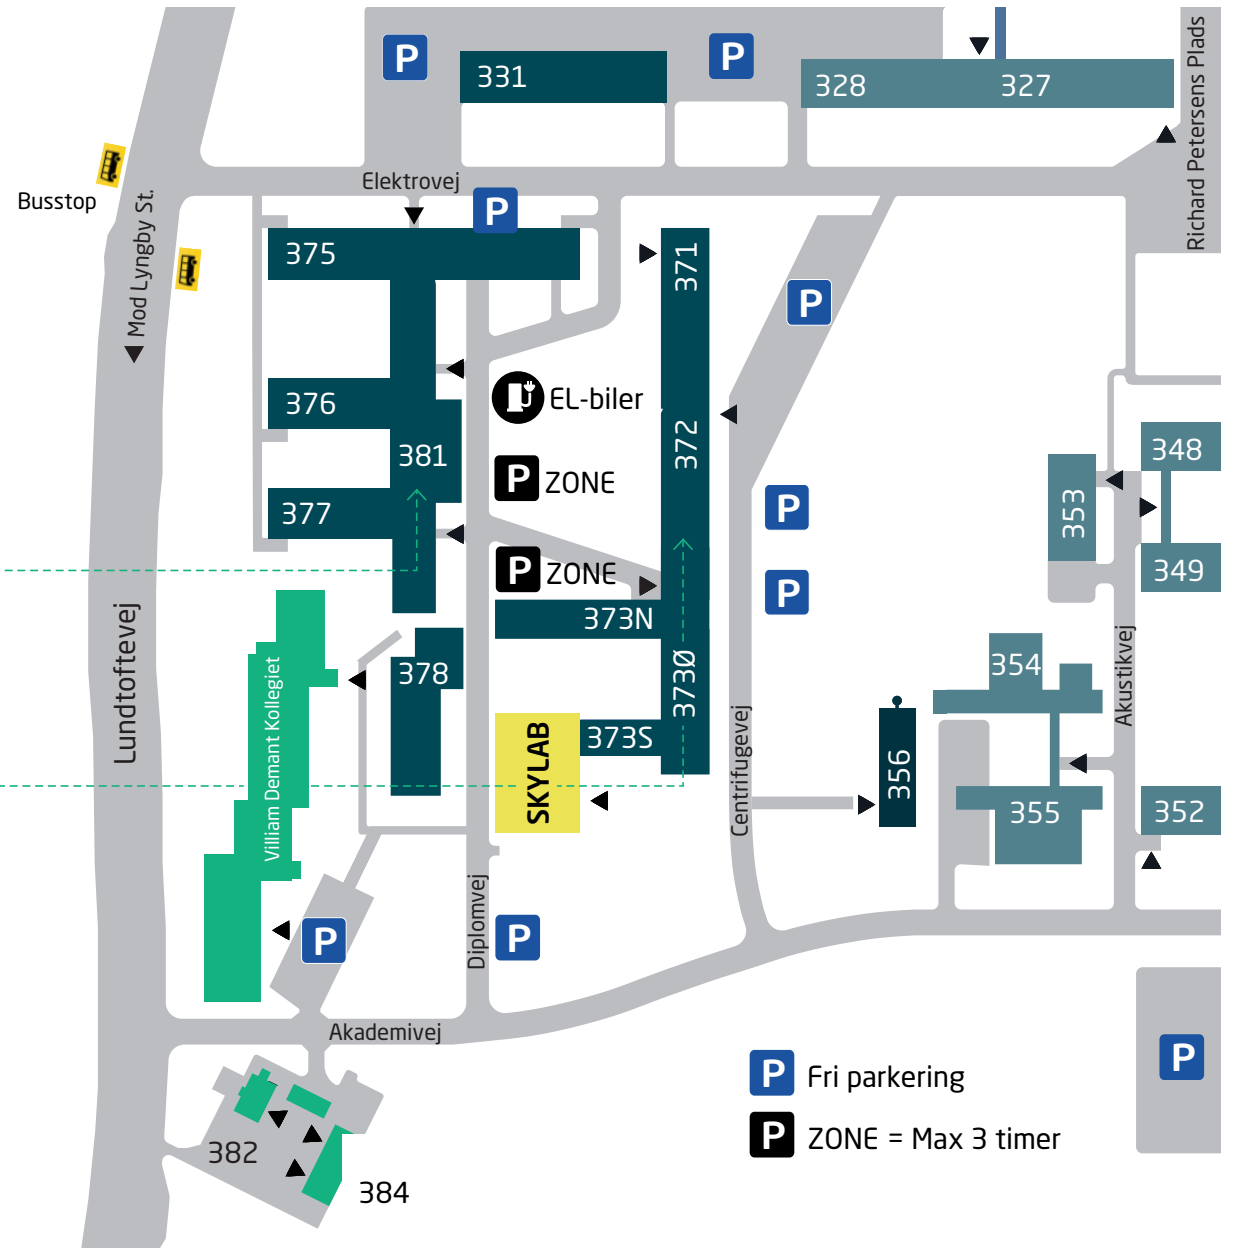 P
P
331
328
327
Richard Petersens Plads
Elektrovej
Busstop
P
Mod Lyngby St.
375
371
P
EL-biler
376
372
381
348
P ZONE
P
353
377
P ZONE
349
P
373N
Lundtoftevej
Villiam Demant Kollegiet
378
373Ø
354
Akustikvej
373S
SKYLAB
Centrifugevej
356
355
352
Diplomvej
P
P
Akademivej
P
P Fri parkering
P ZONE = Max 3 timer
382
384